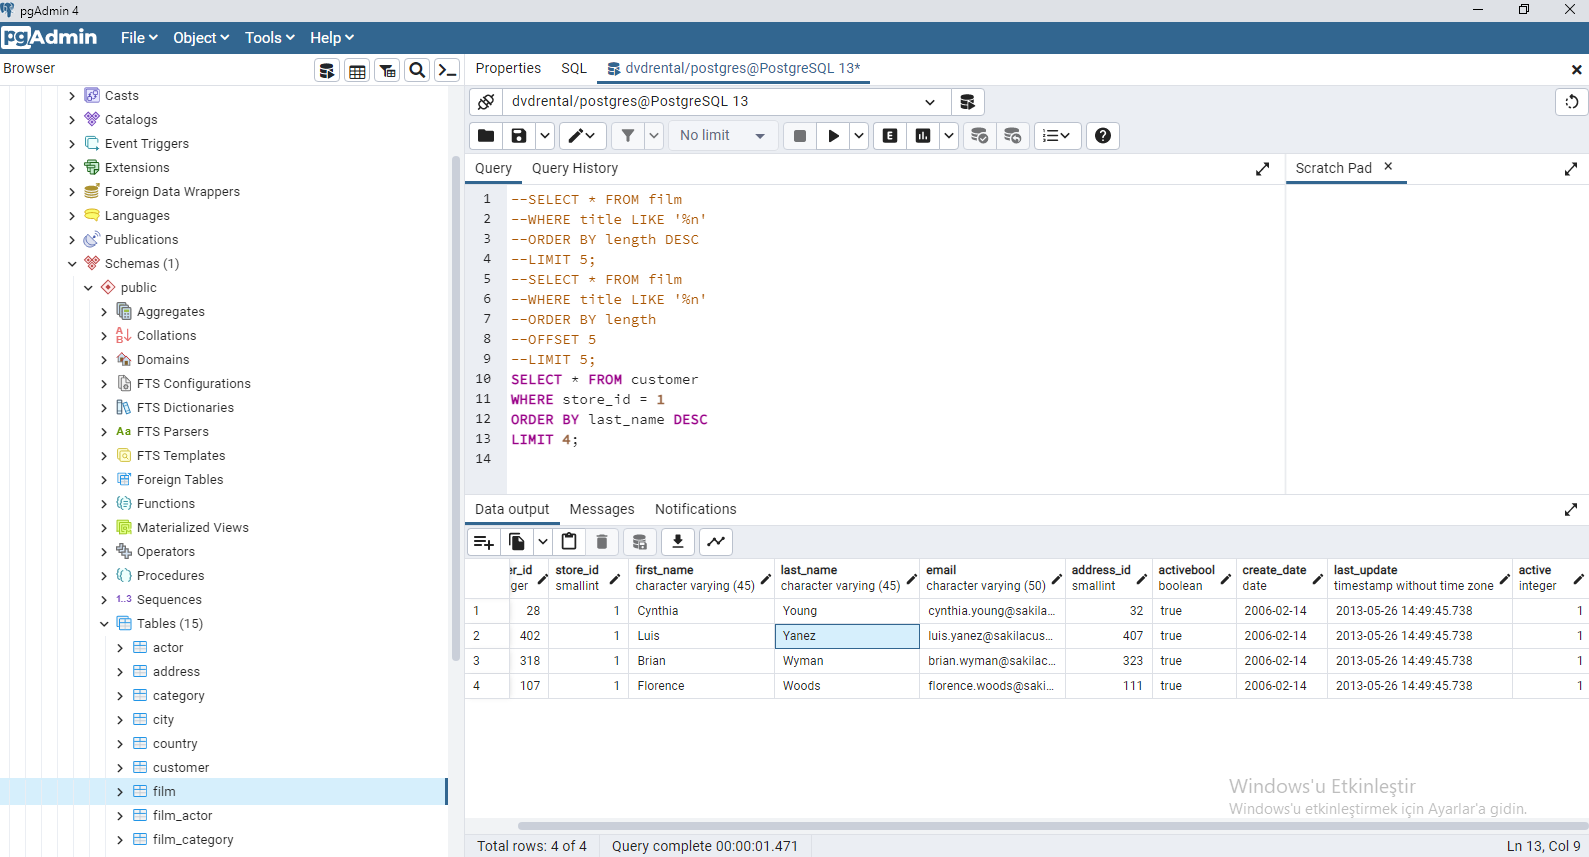 pgAdmin 4
pgAdmin File Object Tools Help
Browser
Properties SQL dvdrental/postgres@PostgreSQL 13*
dvdrental/postgres@PostgreSQL 13
No limit
E
Query Query History
Scratch Pad
Casts
Catalogs
Event Triggers
Extensions
Foreign Data Wrappers
Languages
Publications
Schemas (1)
public
Aggregates
Collations
Domains
FTS Configurations
FTS Dictionaries
Aa FTS Parsers
FTS Templates
Foreign Tables
Functions
Materialized Views
Operators
Procedures
1..3 Sequences
Tables (15)
actor
address
category
city
country
customer
film
film_actor
film_category
1 --SELECT * FROM film
2 --WHERE title LIKE '%n'
3 --ORDER BY length DESC
4 --LIMIT 5;
5 --SELECT * FROM film
6 --WHERE title LIKE '%n'
7 --ORDER BY length
8 --OFFSET 5
9 --LIMIT 5;
10 SELECT * FROM customer
11 WHERE store_id = 1
12 ORDER BY last_name DESC
13 LIMIT 4;
14
Data output Messages Notifications
er_id store_id first_name last_name email address_id activebool create_date last_update active
ger smallint character varying (45) character varying (45) character varying (50) smallint boolean date timestamp without time zone integer
1 28 1 Cynthia Young cynthia.young@sakila... 32 true 2006-02-14 2013-05-26 14:49:45.738 1
2 402 1 Luis Yanez luis.yanez@sakilacus... 407 true 2006-02-14 2013-05-26 14:49:45.738 1
3 318 1 Brian Wyman brian.wyman@sakilac... 323 true 2006-02-14 2013-05-26 14:49:45.738 1
4 107 1 Florence Woods florence.woods@saki... 111 true 2006-02-14 2013-05-26 14:49:45.738 1
Windows'u Etkinleştir
Windows'u etkinleştirmek için Ayarlar'a gidin.
Total rows: 4 of 4 Query complete 00:00:01.471 Ln 13, Col 9